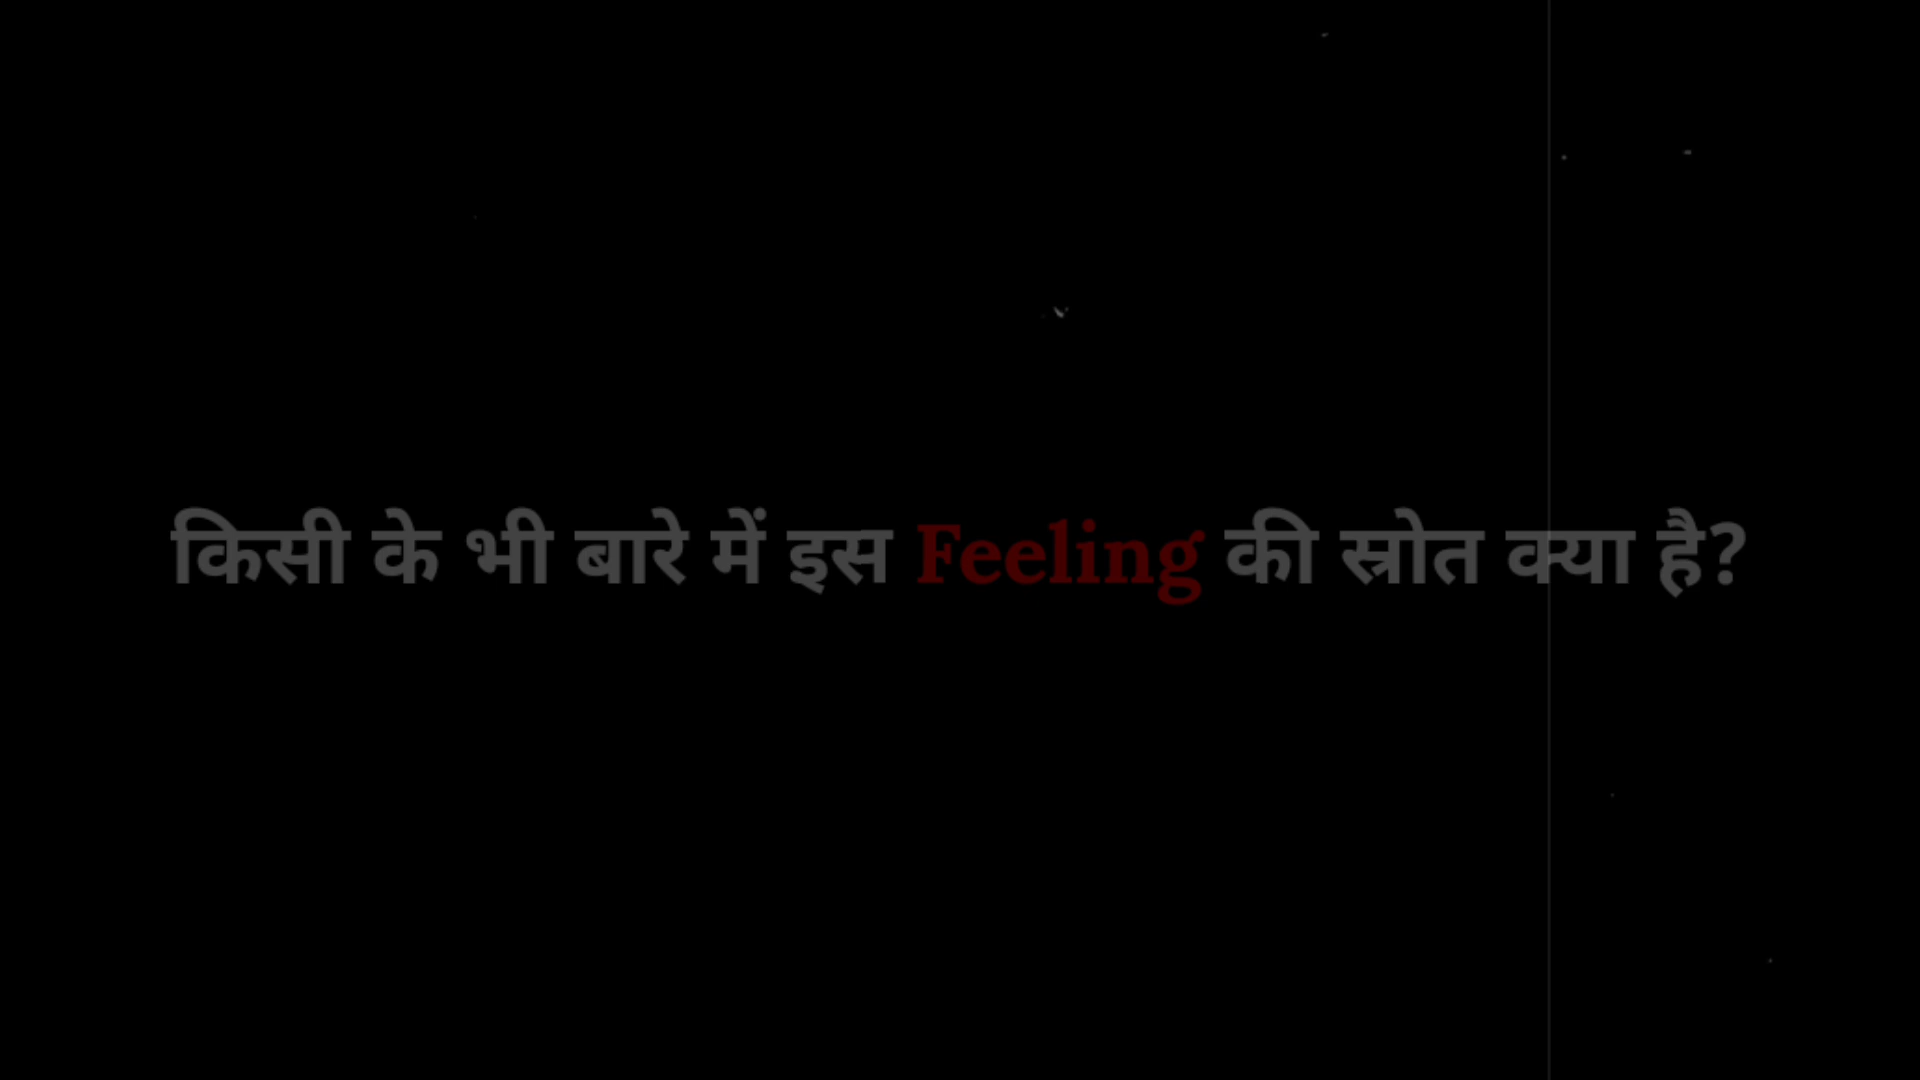 किसी के भी बारे में इस Feeling की स्रोत क्या है?